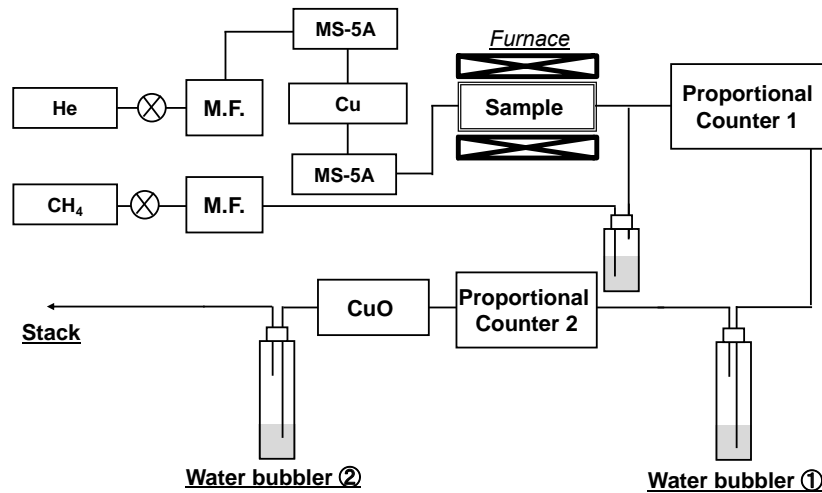 MS-5A
Furnace
He
M.F.
Cu
Sample
Proportional
Counter 1
MS-5A
CH₄
M.F.
CuO
Proportional
Counter 2
Stack
Water bubbler ②
Water bubbler ①